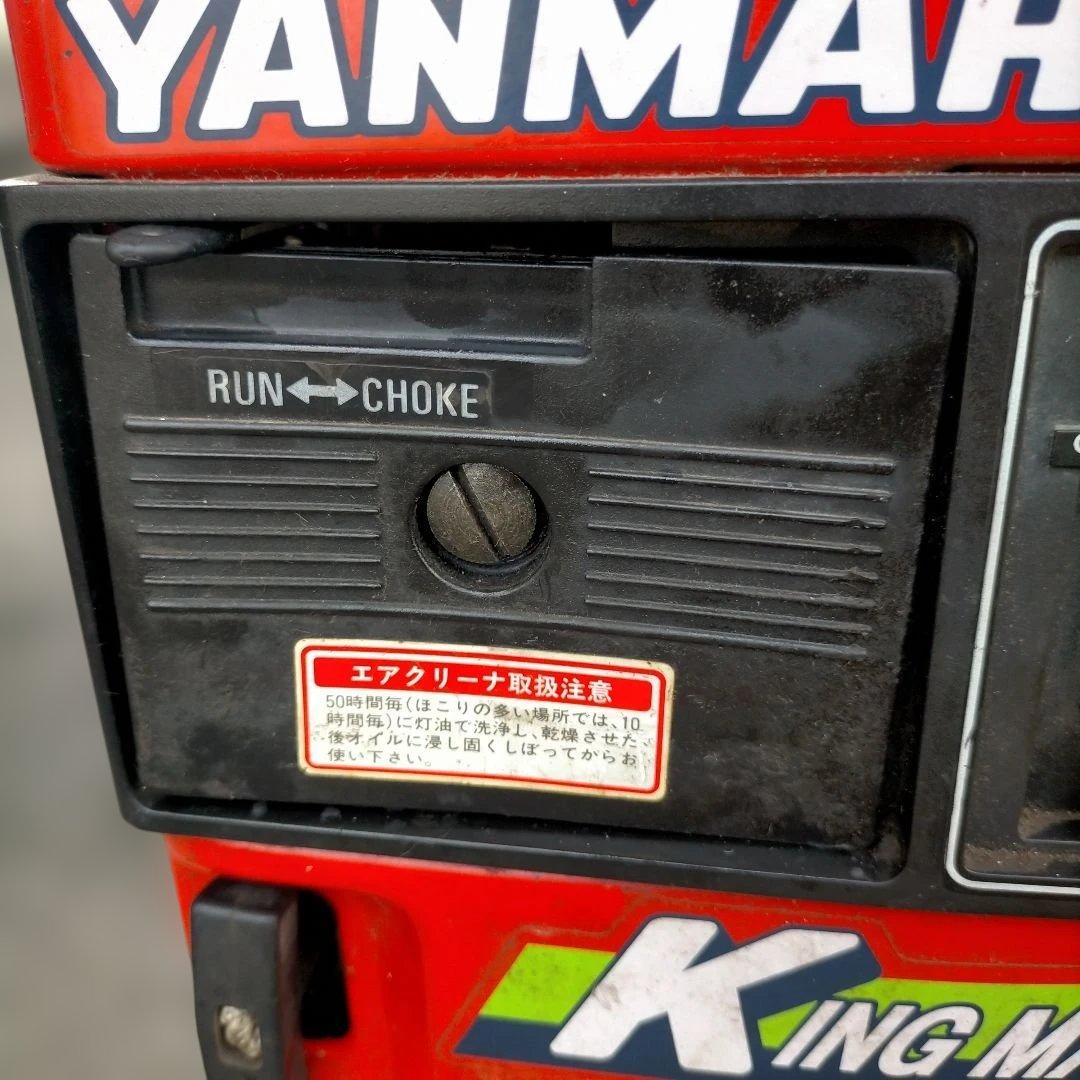 YANMAR
RUN↔CHOKE
エアクリーナ取扱注意
50時間毎(ほこりの多い場所では、10
時間毎)に灯油で洗浄し、乾燥させた
後オイルに浸し固くしぼってからお
使い下さい。
KING MA